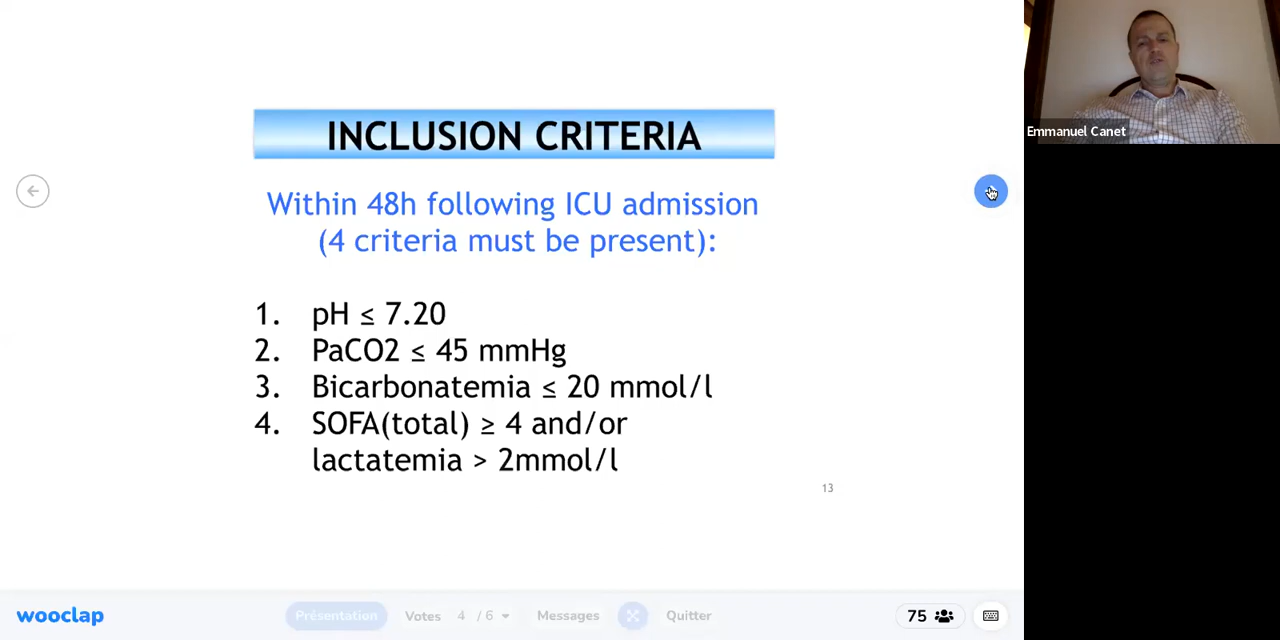 INCLUSION CRITERIA
Within 48h following ICU admission
(4 criteria must be present):
1. pH ≤ 7.20
2. PaCO2 ≤ 45 mmHg
3. Bicarbonatemia ≤ 20 mmol/l
4. SOFA(total) ≥ 4 and/or
lactatemia > 2mmol/l
13
Emmanuel Canet
wooclap
Présentation
Votes 4 / 6
Messages
Quitter
75